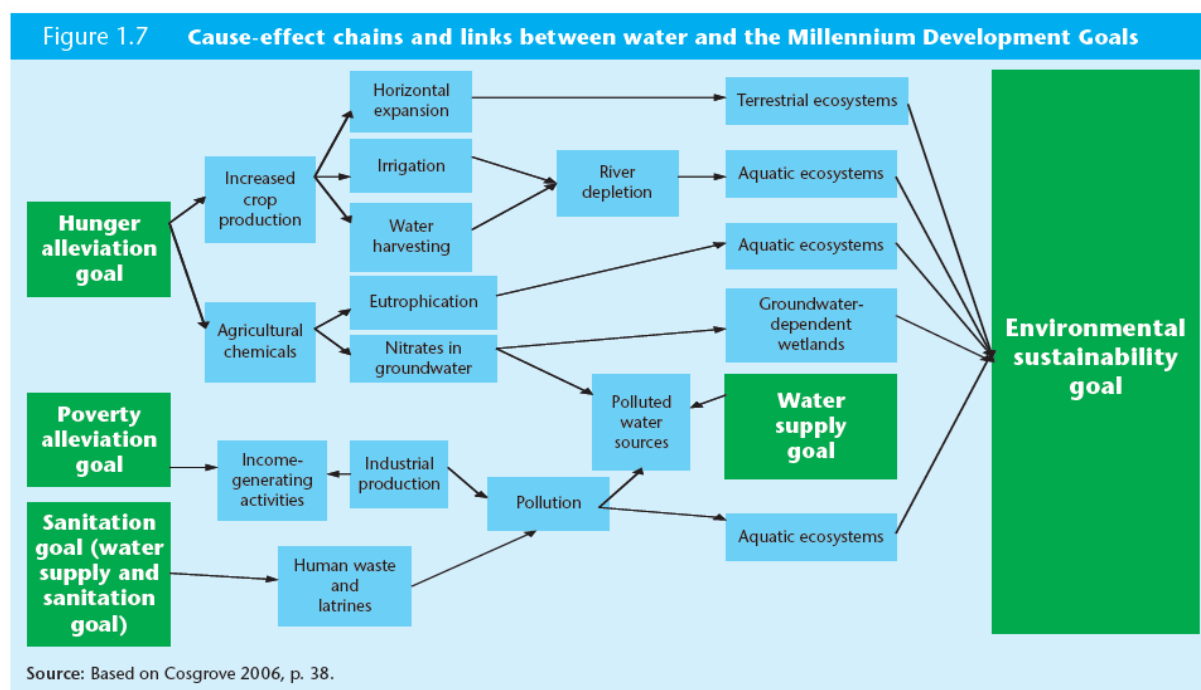 Figure 1.7 Cause-effect chains and links between water and the Millennium Development Goals
Hunger
alleviation
goal
Increased
crop
production
Horizontal
expansion
Irrigation
Water
harvesting
River
depletion
Terrestrial ecosystems
Aquatic ecosystems
Aquatic ecosystems
Agricultural
chemicals
Eutrophication
Nitrates in
groundwater
Groundwater-
dependent
wetlands
Environmental
sustainability
goal
Poverty
alleviation
goal
Income-
generating
activities
Industrial
production
Polluted
water
sources
Water
supply
goal
Pollution
Aquatic ecosystems
Sanitation
goal (water
supply and
sanitation
goal)
Human waste
and
latrines
Source: Based on Cosgrove 2006, p. 38.